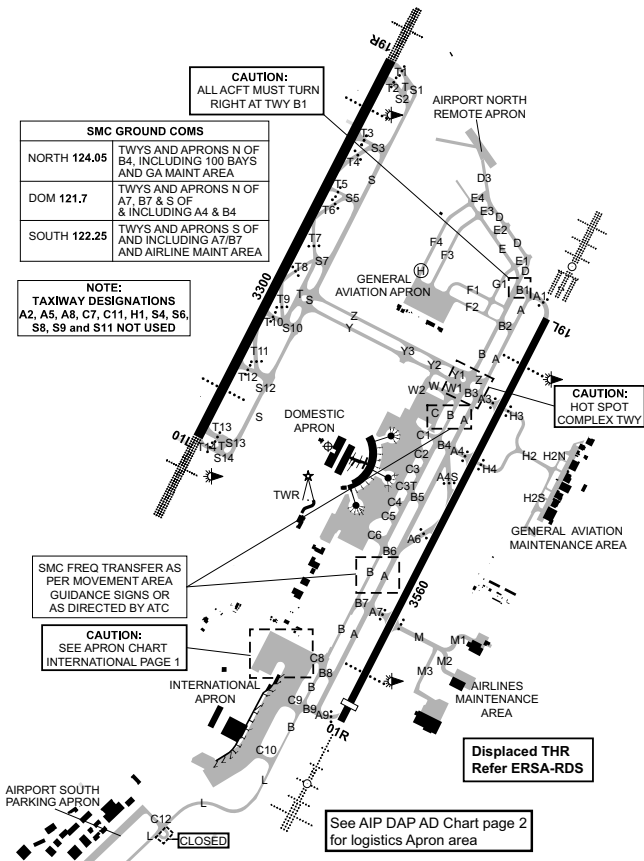 19R
CAUTION:
ALL ACFT MUST TURN
RIGHT AT TWY B1
T1
T2
T
S1
S2
AIRPORT NORTH
REMOTE APRON
SMC GROUND COMS
NORTH 124.05
TWYS AND APRONS N OF
B4, INCLUDING 100 BAYS
AND GA MAINT AREA
DOM 121.7
TWYS AND APRONS N OF
A7, B7 & S OF
& INCLUDING A4 & B4
SOUTH 122.25
TWYS AND APRONS S OF
AND INCLUDING A7/B7
AND AIRLINE MAINT AREA
T3
S3
T4
S
T5
S5
T6
T7
S7
T8
D3
E4
E3
D
E2
D
E
E1
D
F4
F3
H
GENERAL
AVIATION APRON
G1
B1
A1
F1
F2
A
B2
19L
NOTE:
TAXIWAY DESIGNATIONS
A2, A5, A8, C7, C11, H1, S4, S6,
S8, S9 and S11 NOT USED
3300
T
S
T9
T10
S10
Z
Y
Y3
Y2
Y1
Z
B
A
T11
T12
S12
S
W2
W
W1
B3
A3
H3
CAUTION:
HOT SPOT
COMPLEX TWY
C
B
A
T13
T14
T
S13
S14
01L
DOMESTIC
APRON
TWR
C1
C2
C3
C3T
C4
C5
C6
B4
A4
A4S
B5
H4
H2
H2N
H2S
GENERAL AVIATION
MAINTENANCE AREA
A6
B6
SMC FREQ TRANSFER AS
PER MOVEMENT AREA
GUIDANCE SIGNS OR
AS DIRECTED BY ATC
B
A
3560
B7
A7
B
A
M
M1
M2
M3
CAUTION:
SEE APRON CHART
INTERNATIONAL PAGE 1
INTERNATIONAL
APRON
C8
B8
B
C9
B9
A9
01R
B
C10
AIRLINES
MAINTENANCE
AREA
Displaced THR
Refer ERSA-RDS
L
AIRPORT SOUTH
PARKING APRON
L
C12
L
CLOSED
See AIP DAP AD Chart page 2
for logistics Apron area